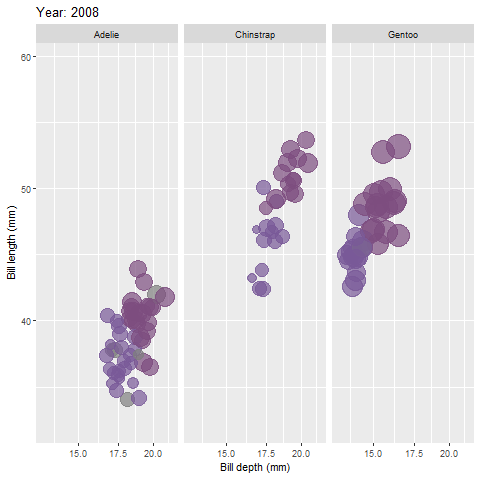 Year: 2008
Adelie Chinstrap Gentoo
60
50
40
Bill length (mm)
15.0 17.5 20.0 15.0 17.5 20.0 15.0 17.5 20.0
Bill depth (mm)